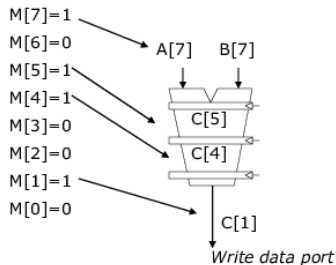 M[7]=1
M[6]=0
M[5]=1
M[4]=1
M[3]=0
M[2]=0
M[1]=1
M[0]=0
A[7] B[7]
C[5]
C[4]
C[1]
Write data port